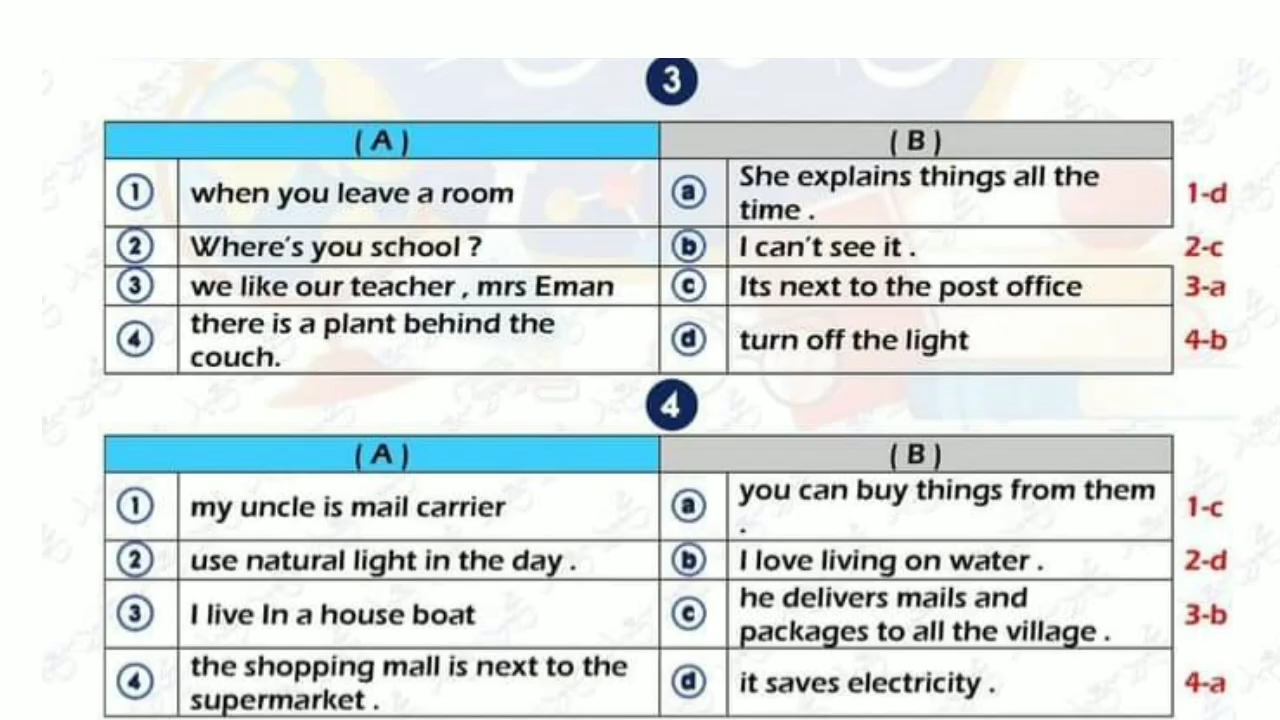 3
( A ) ( B )
1 when you leave a room a She explains things all the
time . 1-d
2 Where's you school ? b I can't see it . 2-c
3 we like our teacher , mrs Eman c Its next to the post office 3-a
4 there is a plant behind the
couch. d turn off the light 4-b
4
( A ) ( B )
1 my uncle is mail carrier a you can buy things from them
. 1-c
2 use natural light in the day . b I love living on water . 2-d
3 I live In a house boat c he delivers mails and
packages to all the village . 3-b
4 the shopping mall is next to the
supermarket . d it saves electricity . 4-a